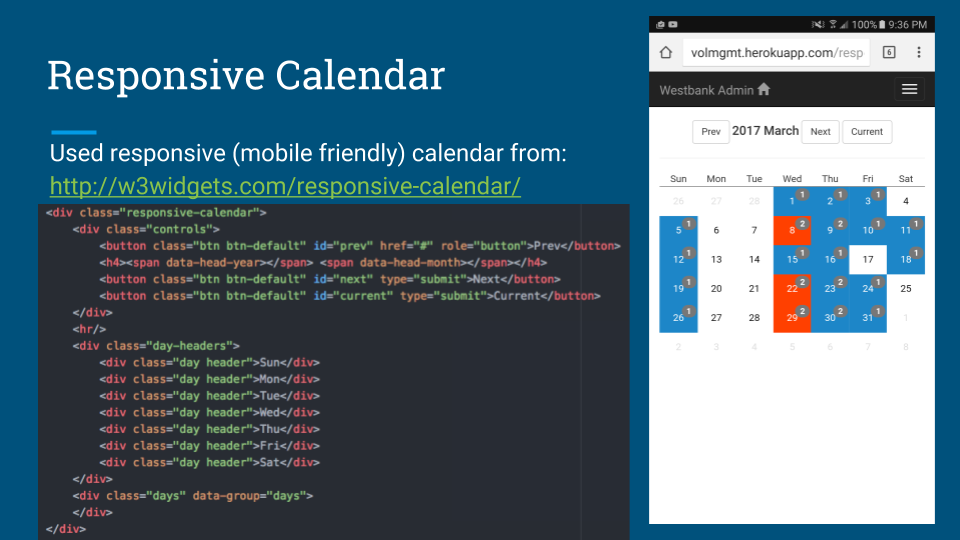 Responsive Calendar
Used responsive (mobile friendly) calendar from:
http://w3widgets.com/responsive-calendar/
<div class="responsive-calendar">
<div class="controls">
<button class="btn btn-default" id="prev" href="#" role="button">Prev</button>
<h4><span data-head-year></span> <span data-head-month></span></h4>
<button class="btn btn-default" id="next" type="submit">Next</button>
<button class="btn btn-default" id="current" type="submit">Current</button>
</div>
<hr/>
<div class="day-headers">
<div class="day header">Sun</div>
<div class="day header">Mon</div>
<div class="day header">Tue</div>
<div class="day header">Wed</div>
<div class="day header">Thu</div>
<div class="day header">Fri</div>
<div class="day header">Sat</div>
</div>
<div class="days" data-group="days">
</div>
</div>
100% 9:36 PM
volmgmt.herokuapp.com/resp 6
Westbank Admin
Prev 2017 March Next Current
Sun Mon Tue Wed Thu Fri Sat
26 27 28 1 1 2 1 3 1 4
5 1 6 7 8 2 9 2 10 1 11 1
12 1 13 14 15 1 16 1 17 18 1
19 1 20 21 22 2 23 2 24 1 25
26 1 27 28 29 2 30 2 31 1 1
2 3 4 5 6 7 8